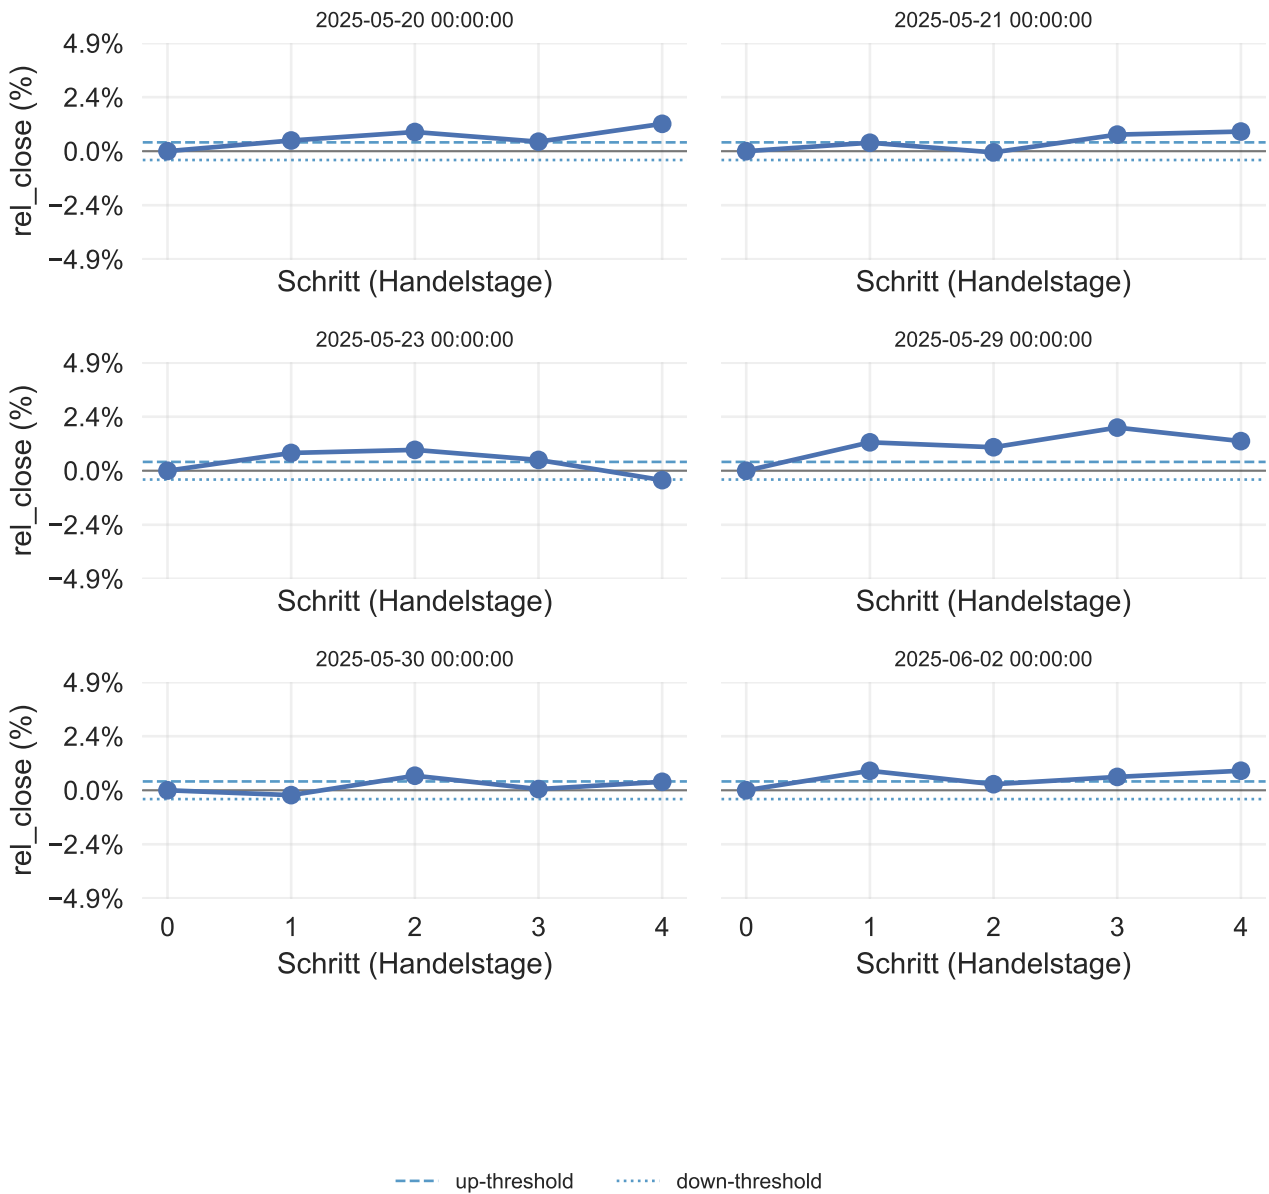 2025-05-20 00:00:00
2025-05-21 00:00:00
4.9%
2.4%
0.0%
−2.4%
−4.9%
rel_close (%)
Schritt (Handelstage)
Schritt (Handelstage)
2025-05-23 00:00:00
2025-05-29 00:00:00
4.9%
2.4%
0.0%
−2.4%
−4.9%
rel_close (%)
Schritt (Handelstage)
Schritt (Handelstage)
2025-05-30 00:00:00
2025-06-02 00:00:00
4.9%
2.4%
0.0%
−2.4%
−4.9%
rel_close (%)
0 1 2 3 4
0 1 2 3 4
Schritt (Handelstage)
Schritt (Handelstage)
up-threshold
down-threshold